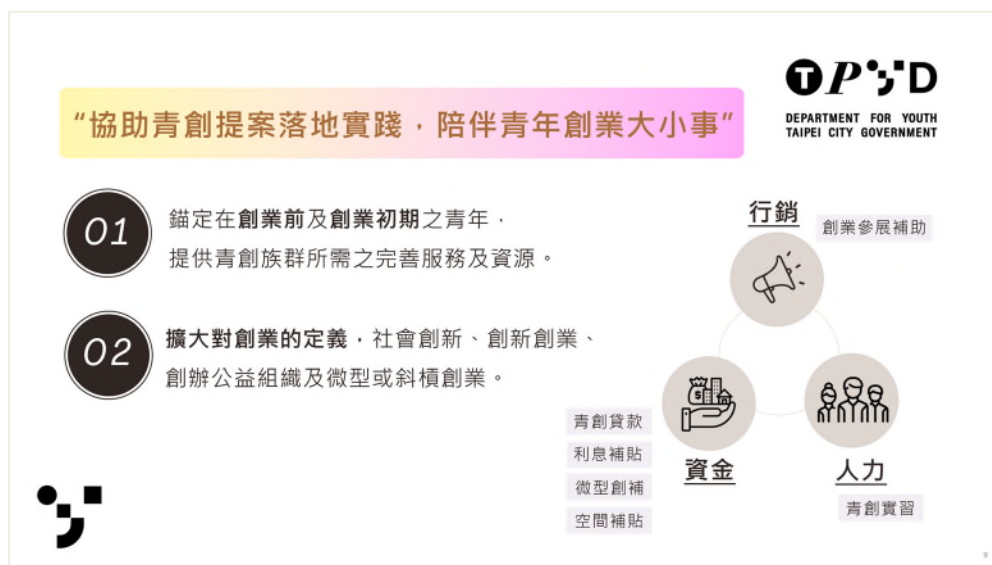 “協助青創提案落地實踐，陪伴青年創業大小事”
TPYD
DEPARTMENT FOR YOUTH
TAIPEI CITY GOVERNMENT
01
錨定在創業前及創業初期之青年，
提供青創族群所需之完善服務及資源。
02
擴大對創業的定義，社會創新、創新創業、
創辦公益組織及微型或斜槓創業。
行銷
創業參展補助
資金
青創貸款
利息補貼
微型創補
空間補貼
人力
青創實習
9